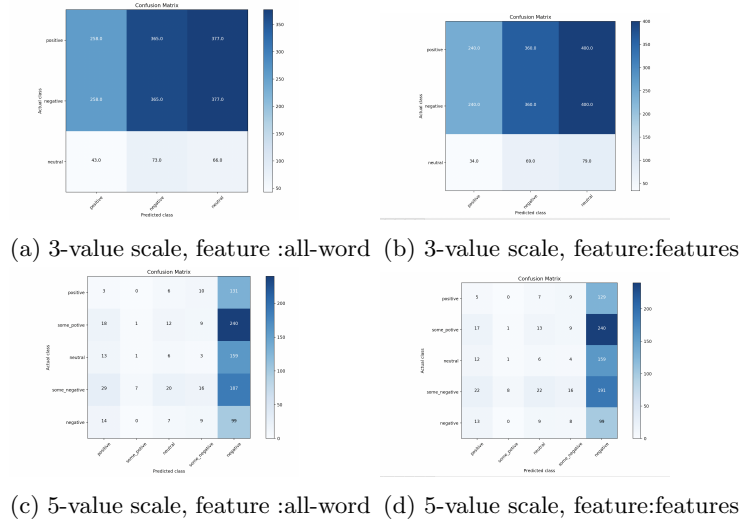 Confusion Matrix
positive 258.0 365.0 377.0
negative 258.0 365.0 377.0
neutral 43.0 73.0 66.0
Actual class
positive negative neutral
Predicted class
350
300
250
200
150
100
50
(a) 3-value scale, feature :all-word
Confusion Matrix
positive 240.0 360.0 400.0
negative 240.0 360.0 400.0
neutral 34.0 69.0 79.0
Actual class
positive negative neutral
Predicted class
400
350
300
250
200
150
100
50
(b) 3-value scale, feature:features
Confusion Matrix
positive 3 0 6 10 131
some_potive 18 1 12 9 240
neutral 13 1 6 3 159
some_negative 29 7 20 16 187
negative 14 0 7 9 99
Actual class
positive some_potive neutral some_negative negative
Predicted class
200
150
100
50
0
(c) 5-value scale, feature :all-word
Confusion Matrix
positive 5 0 7 9
some_potive 17 1 13 9 240
neutral 12 1 6 4 159
some_negative 22 8 22 16 191
negative 13 0 9 8
Actual class
positive some_potive neutral some_negative negative
Predicted class
200
150
100
50
0
(d) 5-value scale, feature:features